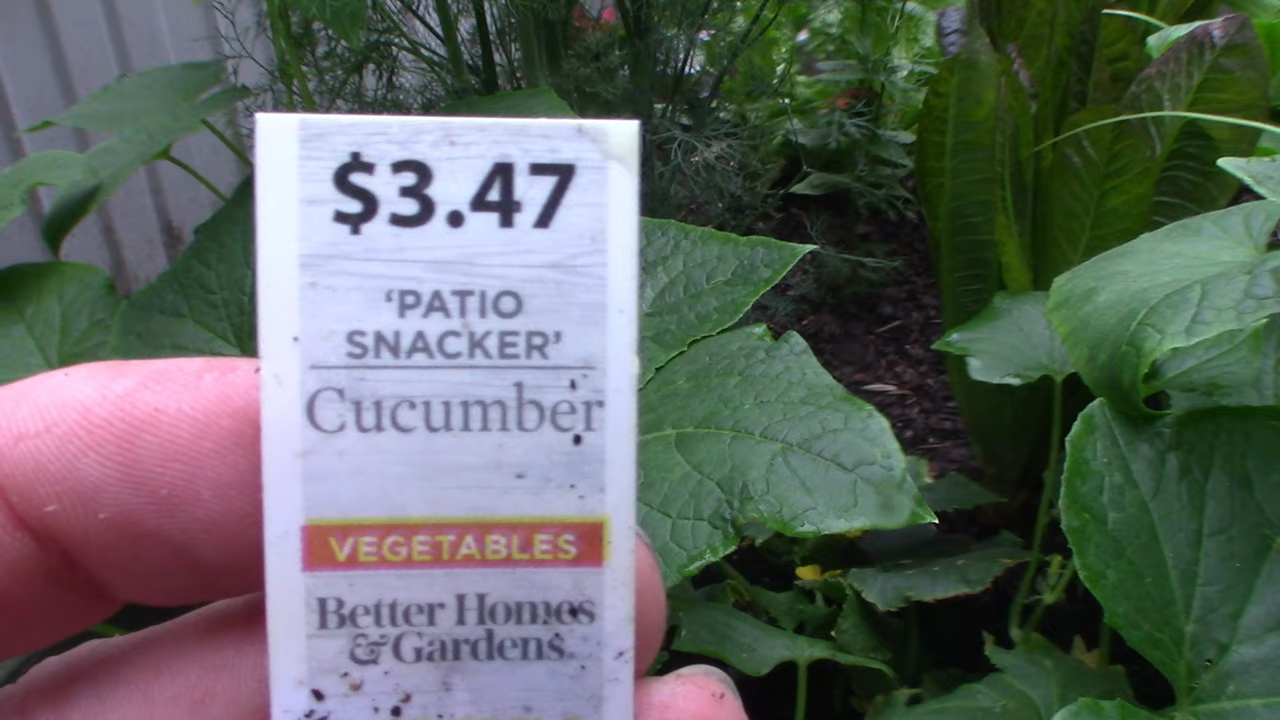 $3.47
‘PATIO
SNACKER’
Cucumber
VEGETABLES
Better Homes
&Gardens.